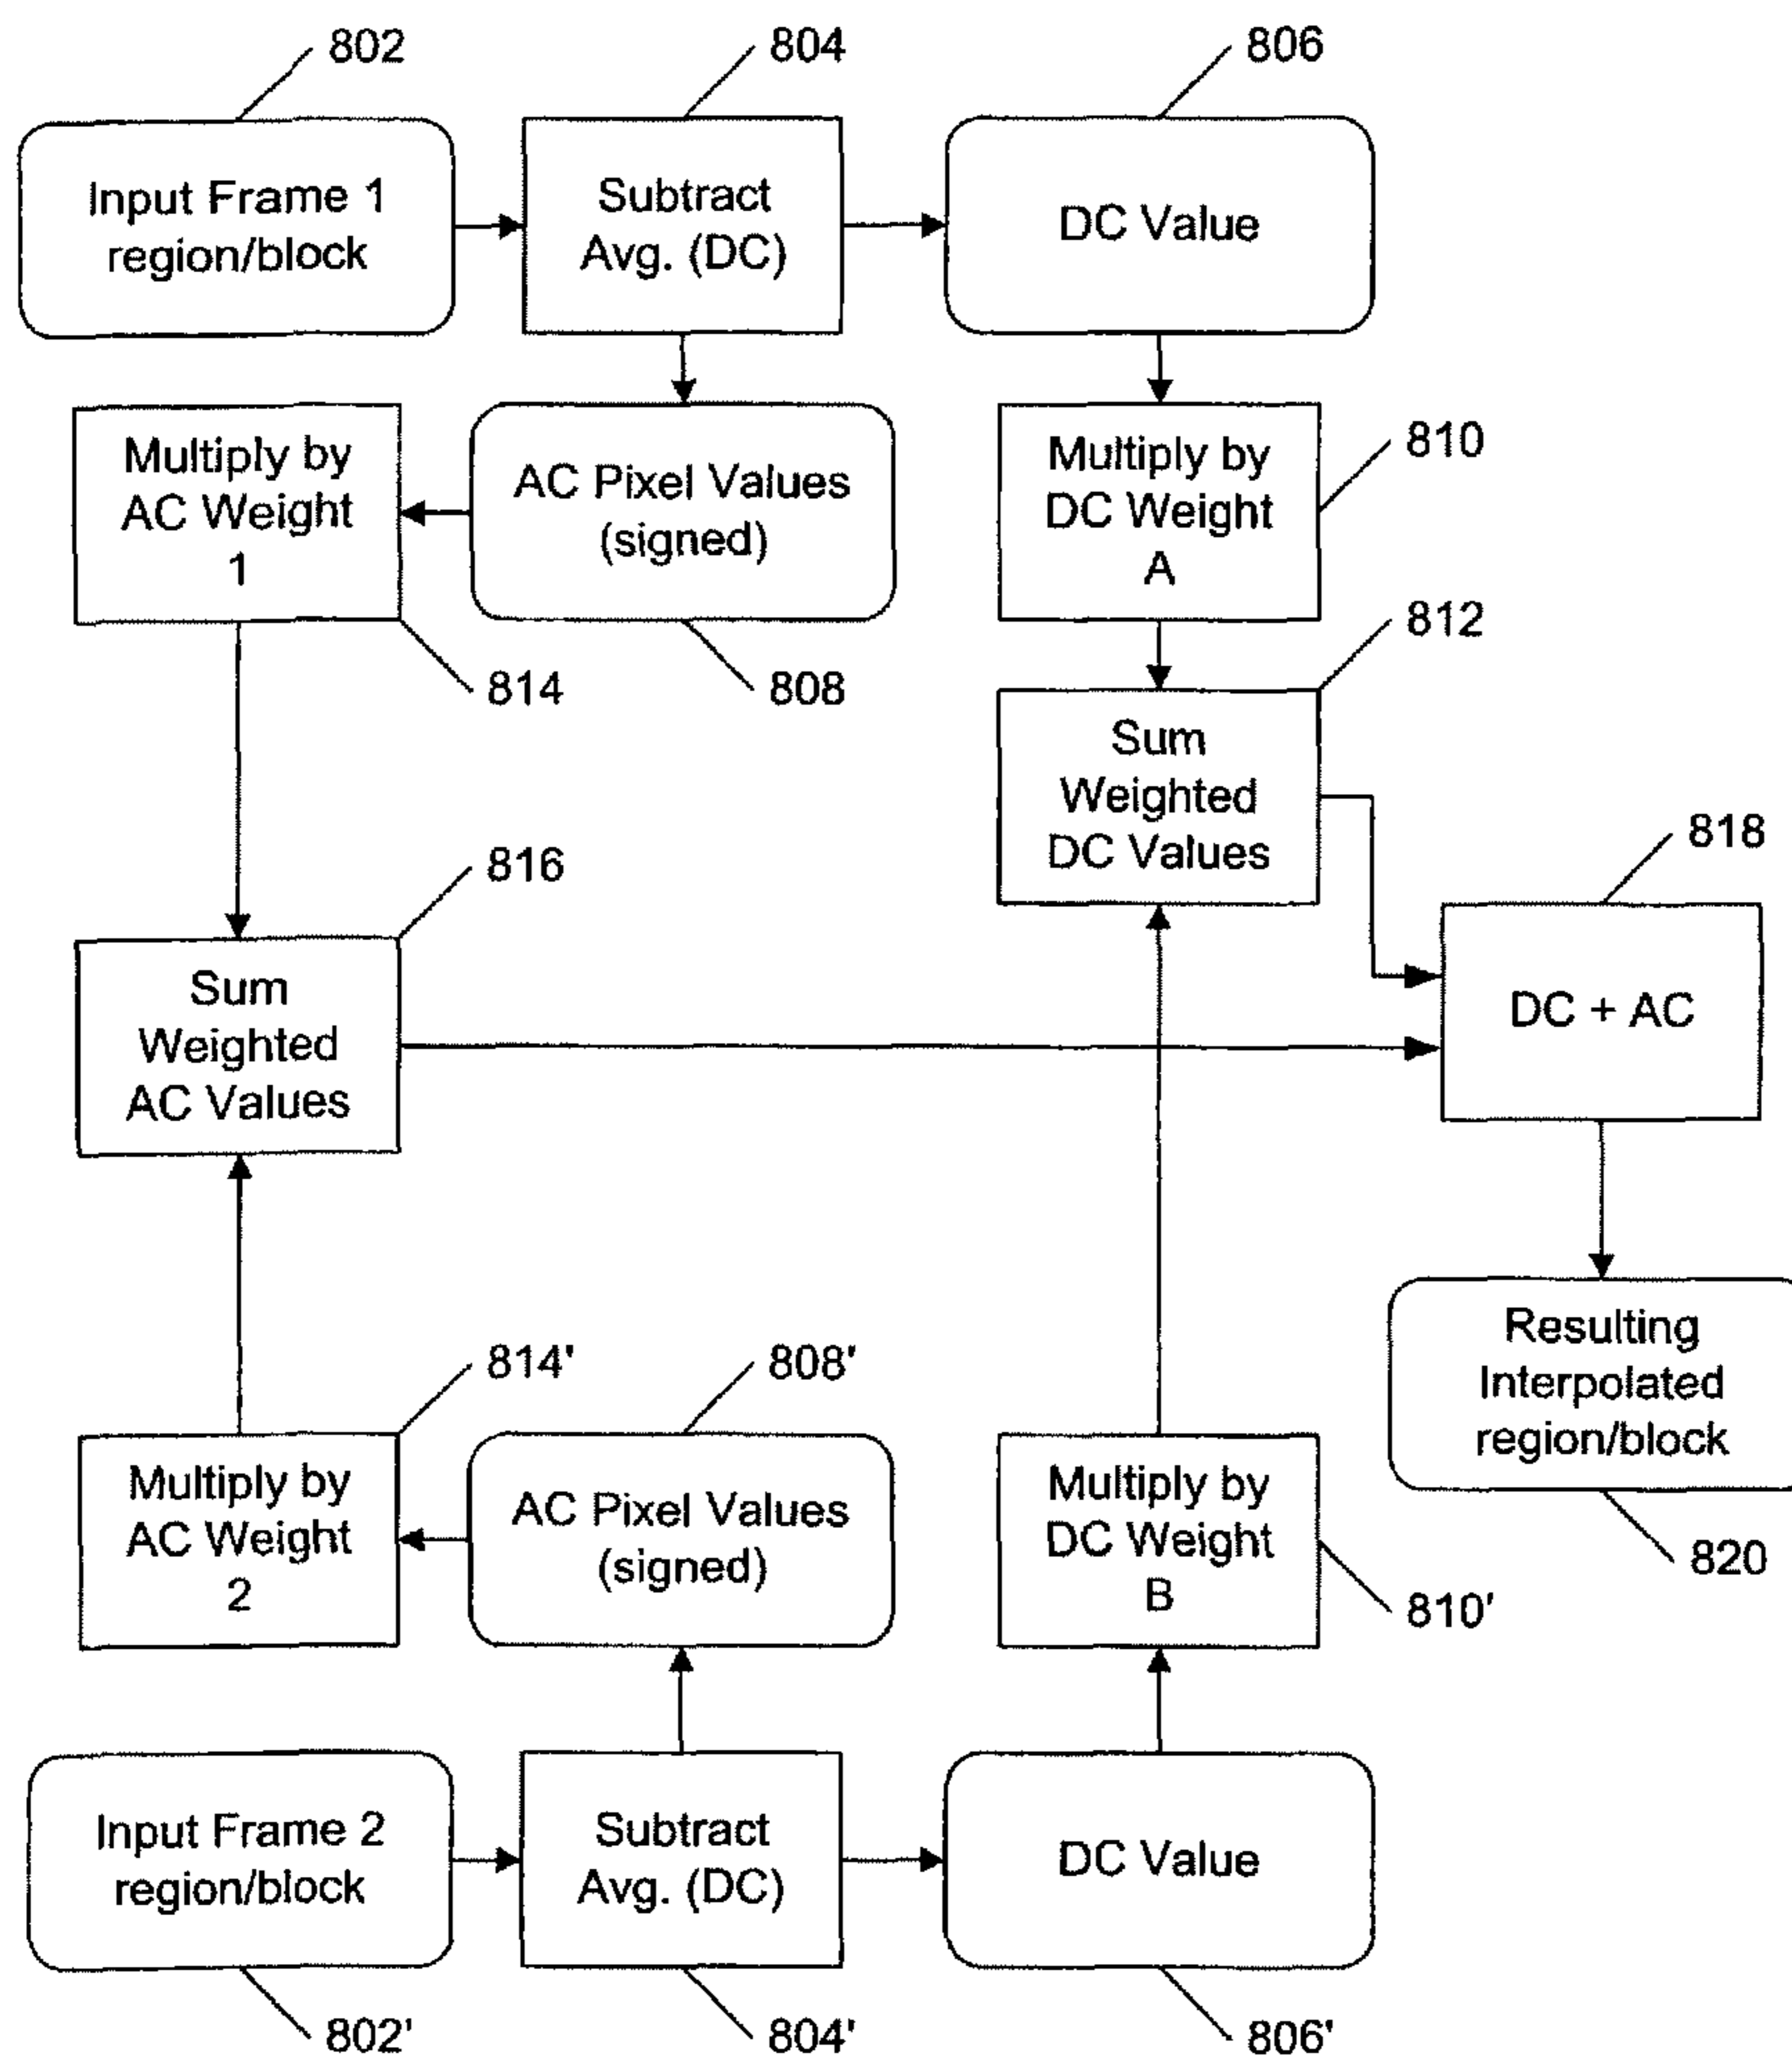 802
804
806
Input Frame 1
region/block
Subtract
Avg. (DC)
DC Value
Multiply by
AC Weight
1
AC Pixel Values
(signed)
Multiply by
DC Weight
A
810
814
808
812
Sum
Weighted
DC Values
816
818
Sum
Weighted
AC Values
DC + AC
814'
808'
Resulting
Interpolated
region/block
Multiply by
AC Weight
2
AC Pixel Values
(signed)
Multiply by
DC Weight
B
820
810'
Input Frame 2
region/block
Subtract
Avg. (DC)
DC Value
802'
804'
806'